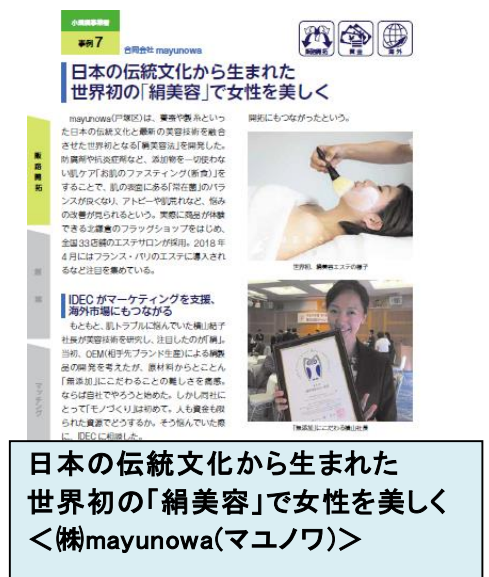 小規模事業者
事例7
合同会社 mayunowa
販路開拓
資金
海外
日本の伝統文化から生まれた
世界初の「絹美容」で女性を美しく
mayunowa(戸塚区)は、養蚕や製糸といっ
た日本の伝統文化と最新の美容技術を融合
させた世界初となる「絹美容法」を開発した。
防腐剤や抗炎症剤など、添加物を一切使わな
い肌ケア「お肌のファスティング(断食)」を
することで、肌の表面にある「常在菌」のバラ
ンスが良くなり、アトピーや肌荒れなど、悩み
の改善が見られるという。実際に商品が体験
できる北鎌倉のフラッグショップをはじめ、
全国33店舗のエステサロンが採用。2018年
4月にはフランス・パリのエステに導入され
るなど注目を集めている。
IDECがマーケティングを支援、
海外市場にもつながる
もともと、肌トラブルに悩んでいた横山
社長が美容技術を研究し、注目したのが「絹」。
当初、OEM(相手先ブランド生産)による絹製
品の開発を考えたが、原材料からとことん
「無添加」にこだわることの難しさを痛感。
ならば自社でやろうと始めた。しかし同社に
とって「モノづくり」は初めて。人も資金も限
られた資源でどうするか。そう悩んでいた際
に、IDECに相談した。
開拓にもつながったという。
世界初、絹美容エステの様子
「無添加」にこだわる横山社長
販路開拓
マッチング
日本の伝統文化から生まれた
世界初の「絹美容」で女性を美しく
<㈱mayunowa(マユノワ)>